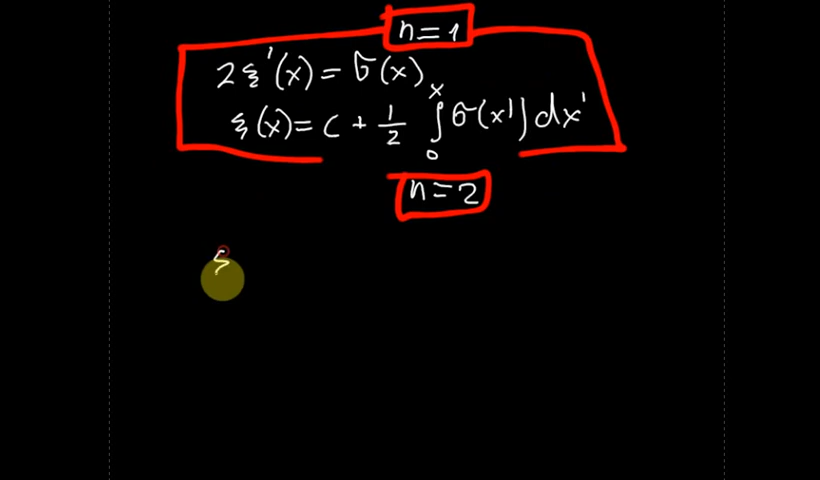 n=1
2ξ'(x) = σ(x)
ξ(x) = c + 1/2 ∫₀ˣ σ(x') dx'
n=2
ξ